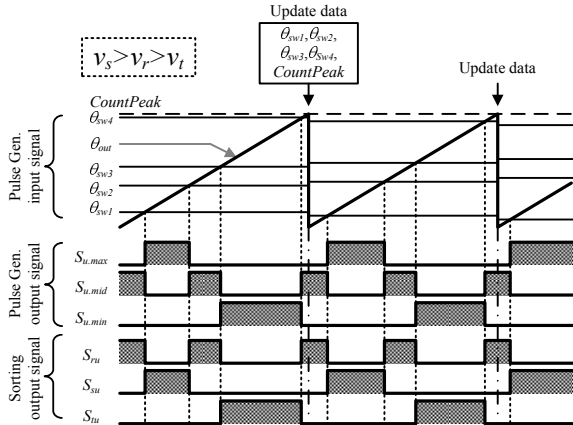 Update data
θsw1,θsw2,
θsw3,θSw4,
CountPeak
vs>vr>vt
Update data
CountPeak
θsw4
θout
θsw3
θsw2
θsw1
Pulse Gen.
input signal
Su.max
Su.mid
Su.min
Pulse Gen.
output signal
Sru
Ssu
Stu
Sorting
output signal